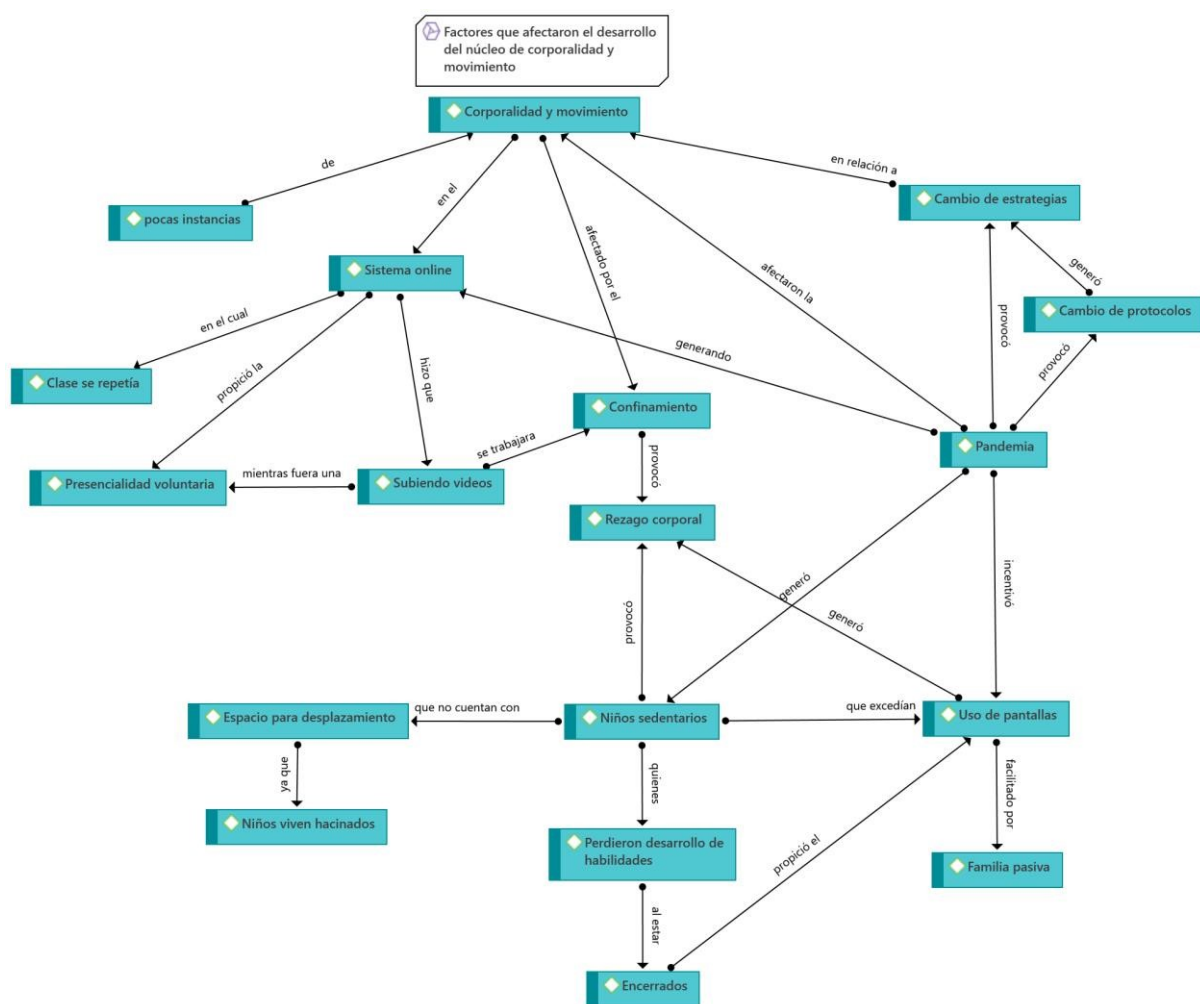 Factores que afectaron el desarrollo
del núcleo de corporalidad y
movimiento
Corporalidad y movimiento
de
en relación a
pocas instancias
en el
afectado por el
Cambio de estrategias
Sistema online
afectaron la
generó
Cambio de protocolos
en el cual
generando
provocó
provocó
propició la
hizo que
Clase se repetía
Confinamiento
se trabajara
provocó
Pandemia
Presencialidad voluntaria
mientras fuera una
Subiendo videos
Rezago corporal
generó
incentivó
provocó
generó
Espacio para desplazamiento
que no cuentan con
Niños sedentarios
que excedían
Uso de pantallas
ya que
quienes
facilitado por
Niños viven hacinados
Perdieron desarrollo de
habilidades
propició el
Familia pasiva
al estar
Encerrados